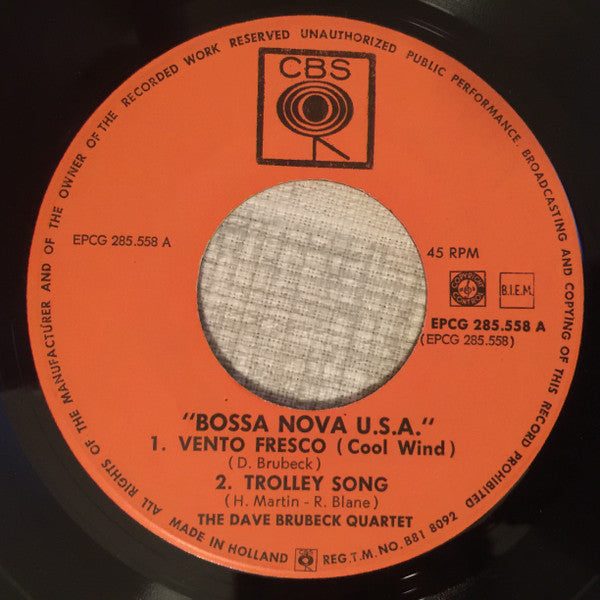 ALL RIGHTS OF THE MANUFACTURER AND OF THE OWNER OF THE RECORDED WORK RESERVED UNAUTHORIZED PUBLIC PERFORMANCE, BROADCASTING AND COPYING OF THIS RECORD PROHIBITED
CBS
EPCG 285.558 A
45 RPM
B.I.E.M.
EPCG 285.558 A
(EPCG 285.558)
"BOSSA NOVA U.S.A."
1. VENTO FRESCO (Cool Wind)
(D. Brubeck)
2. TROLLEY SONG
(H. Martin - R. Blane)
THE DAVE BRUBECK QUARTET
MADE IN HOLLAND REG.T.M.NO.B81 8092